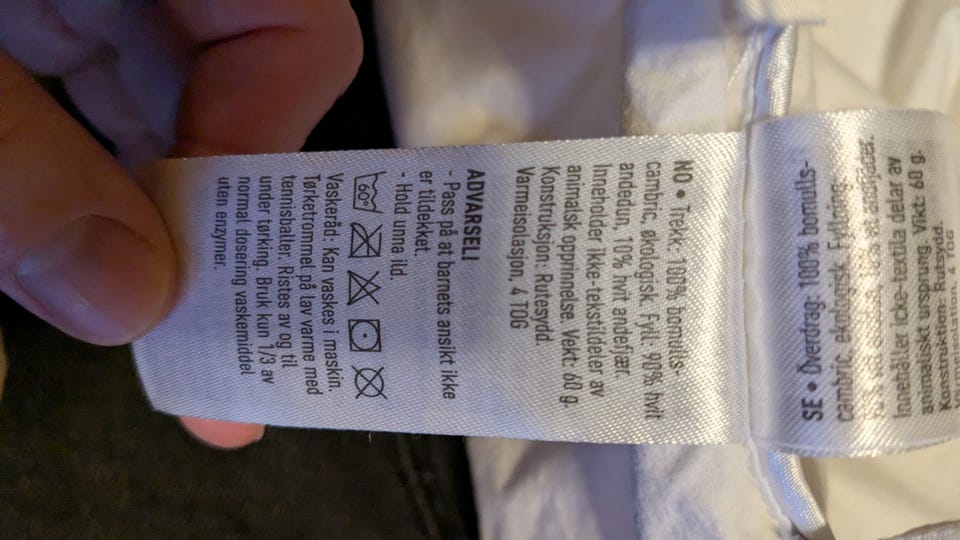 NO • Trekk: 100% bomulls-
cambric, økologisk. Fyll: 90% hvit
andedun, 10% hvit andefjær.
Inneholder ikke-tekstildeler av
animalsk opprinnelse. Vekt: 60 g.
Konstruksjon: Rutesydd.
Varmeisolasjon, 4 TOG
ADVARSEL!
- Pass på at barnets ansikt ikke
er tildekket.
- Hold unna ild.
60
Vaskeråd: Kan vaskes i maskin.
Tørketrommel på lav varme med
tennisballer. Ristes av og til
under tørking. Bruk kun 1/3 av
normal dosering vaskemiddel
uten enzymer.
SE • Överdrag: 100% bomulls-
cambric, ekologisk. Fyllning:
Innehåller icke-textila delar av
animaliskt ursprung. Vikt: 60 g.
Konstruktion: Rutsydd.
4 TOG